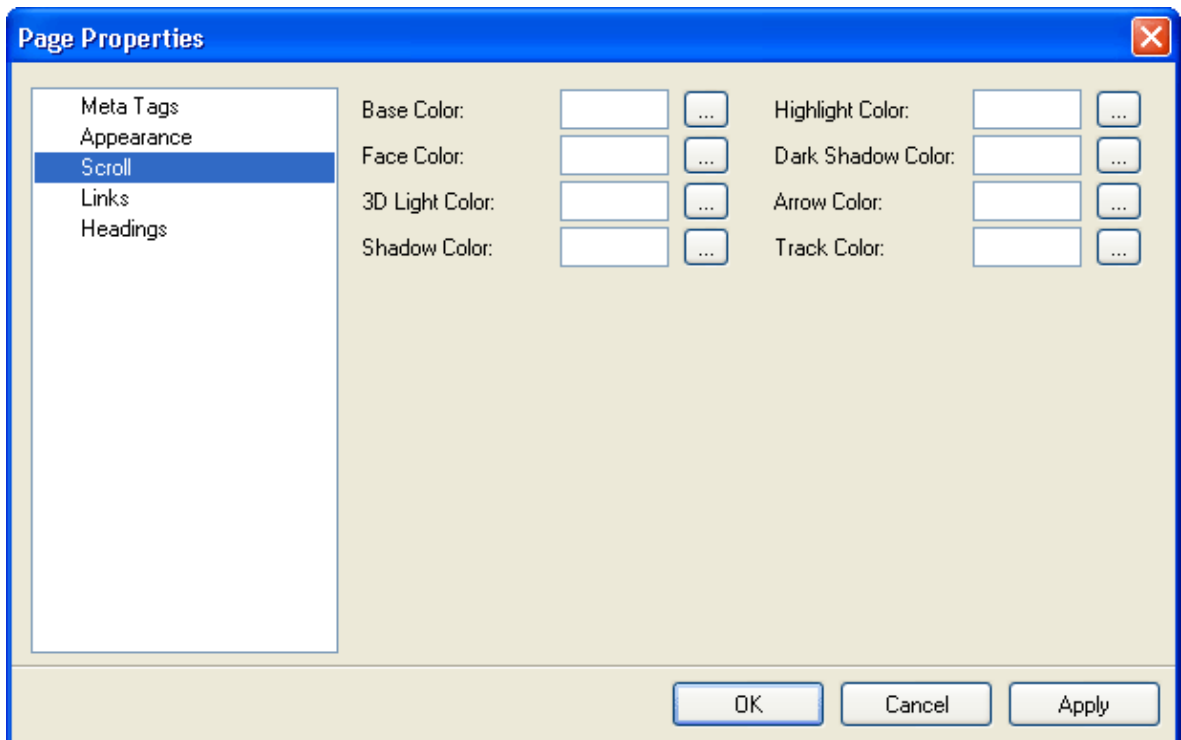 Page Properties
Meta Tags
Appearance
Scroll
Links
Headings
Base Color: ...
Highlight Color: ...
Face Color: ...
Dark Shadow Color: ...
3D Light Color: ...
Arrow Color: ...
Shadow Color: ...
Track Color: ...
OK
Cancel
Apply